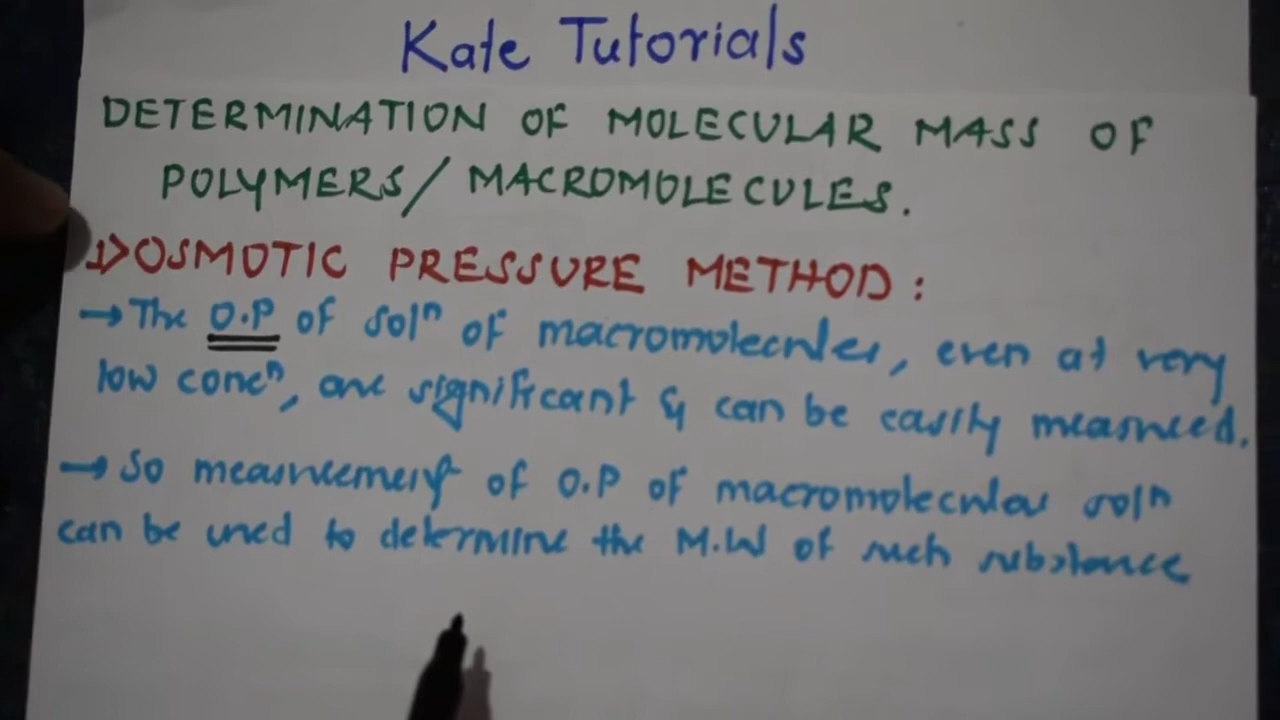 Kate Tutorials
DETERMINATION OF MOLECULAR MASS OF
POLYMERS/MACROMOLECULES.
1) OSMOTIC PRESSURE METHOD:
→ The O.P of solⁿ of macromolecules, even at very
low concⁿ, are significant & can be easily measured.
→ So measurement of O.P of macromolecular solⁿ
can be used to determine the M.W of such substance